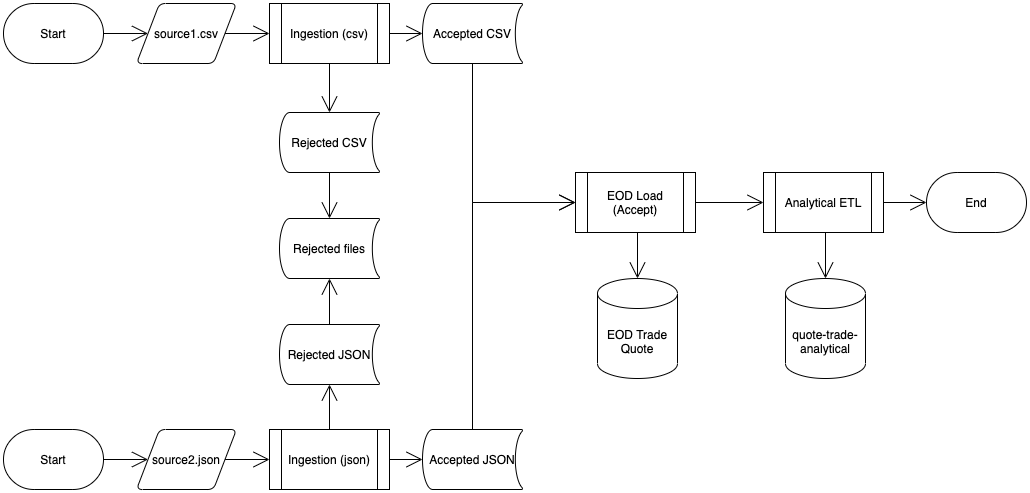 Start
source1.csv
Ingestion (csv)
Accepted CSV
Rejected CSV
Rejected files
Rejected JSON
EOD Load
(Accept)
Analytical ETL
End
EOD Trade
Quote
quote-trade-
analytical
Start
source2.json
Ingestion (json)
Accepted JSON